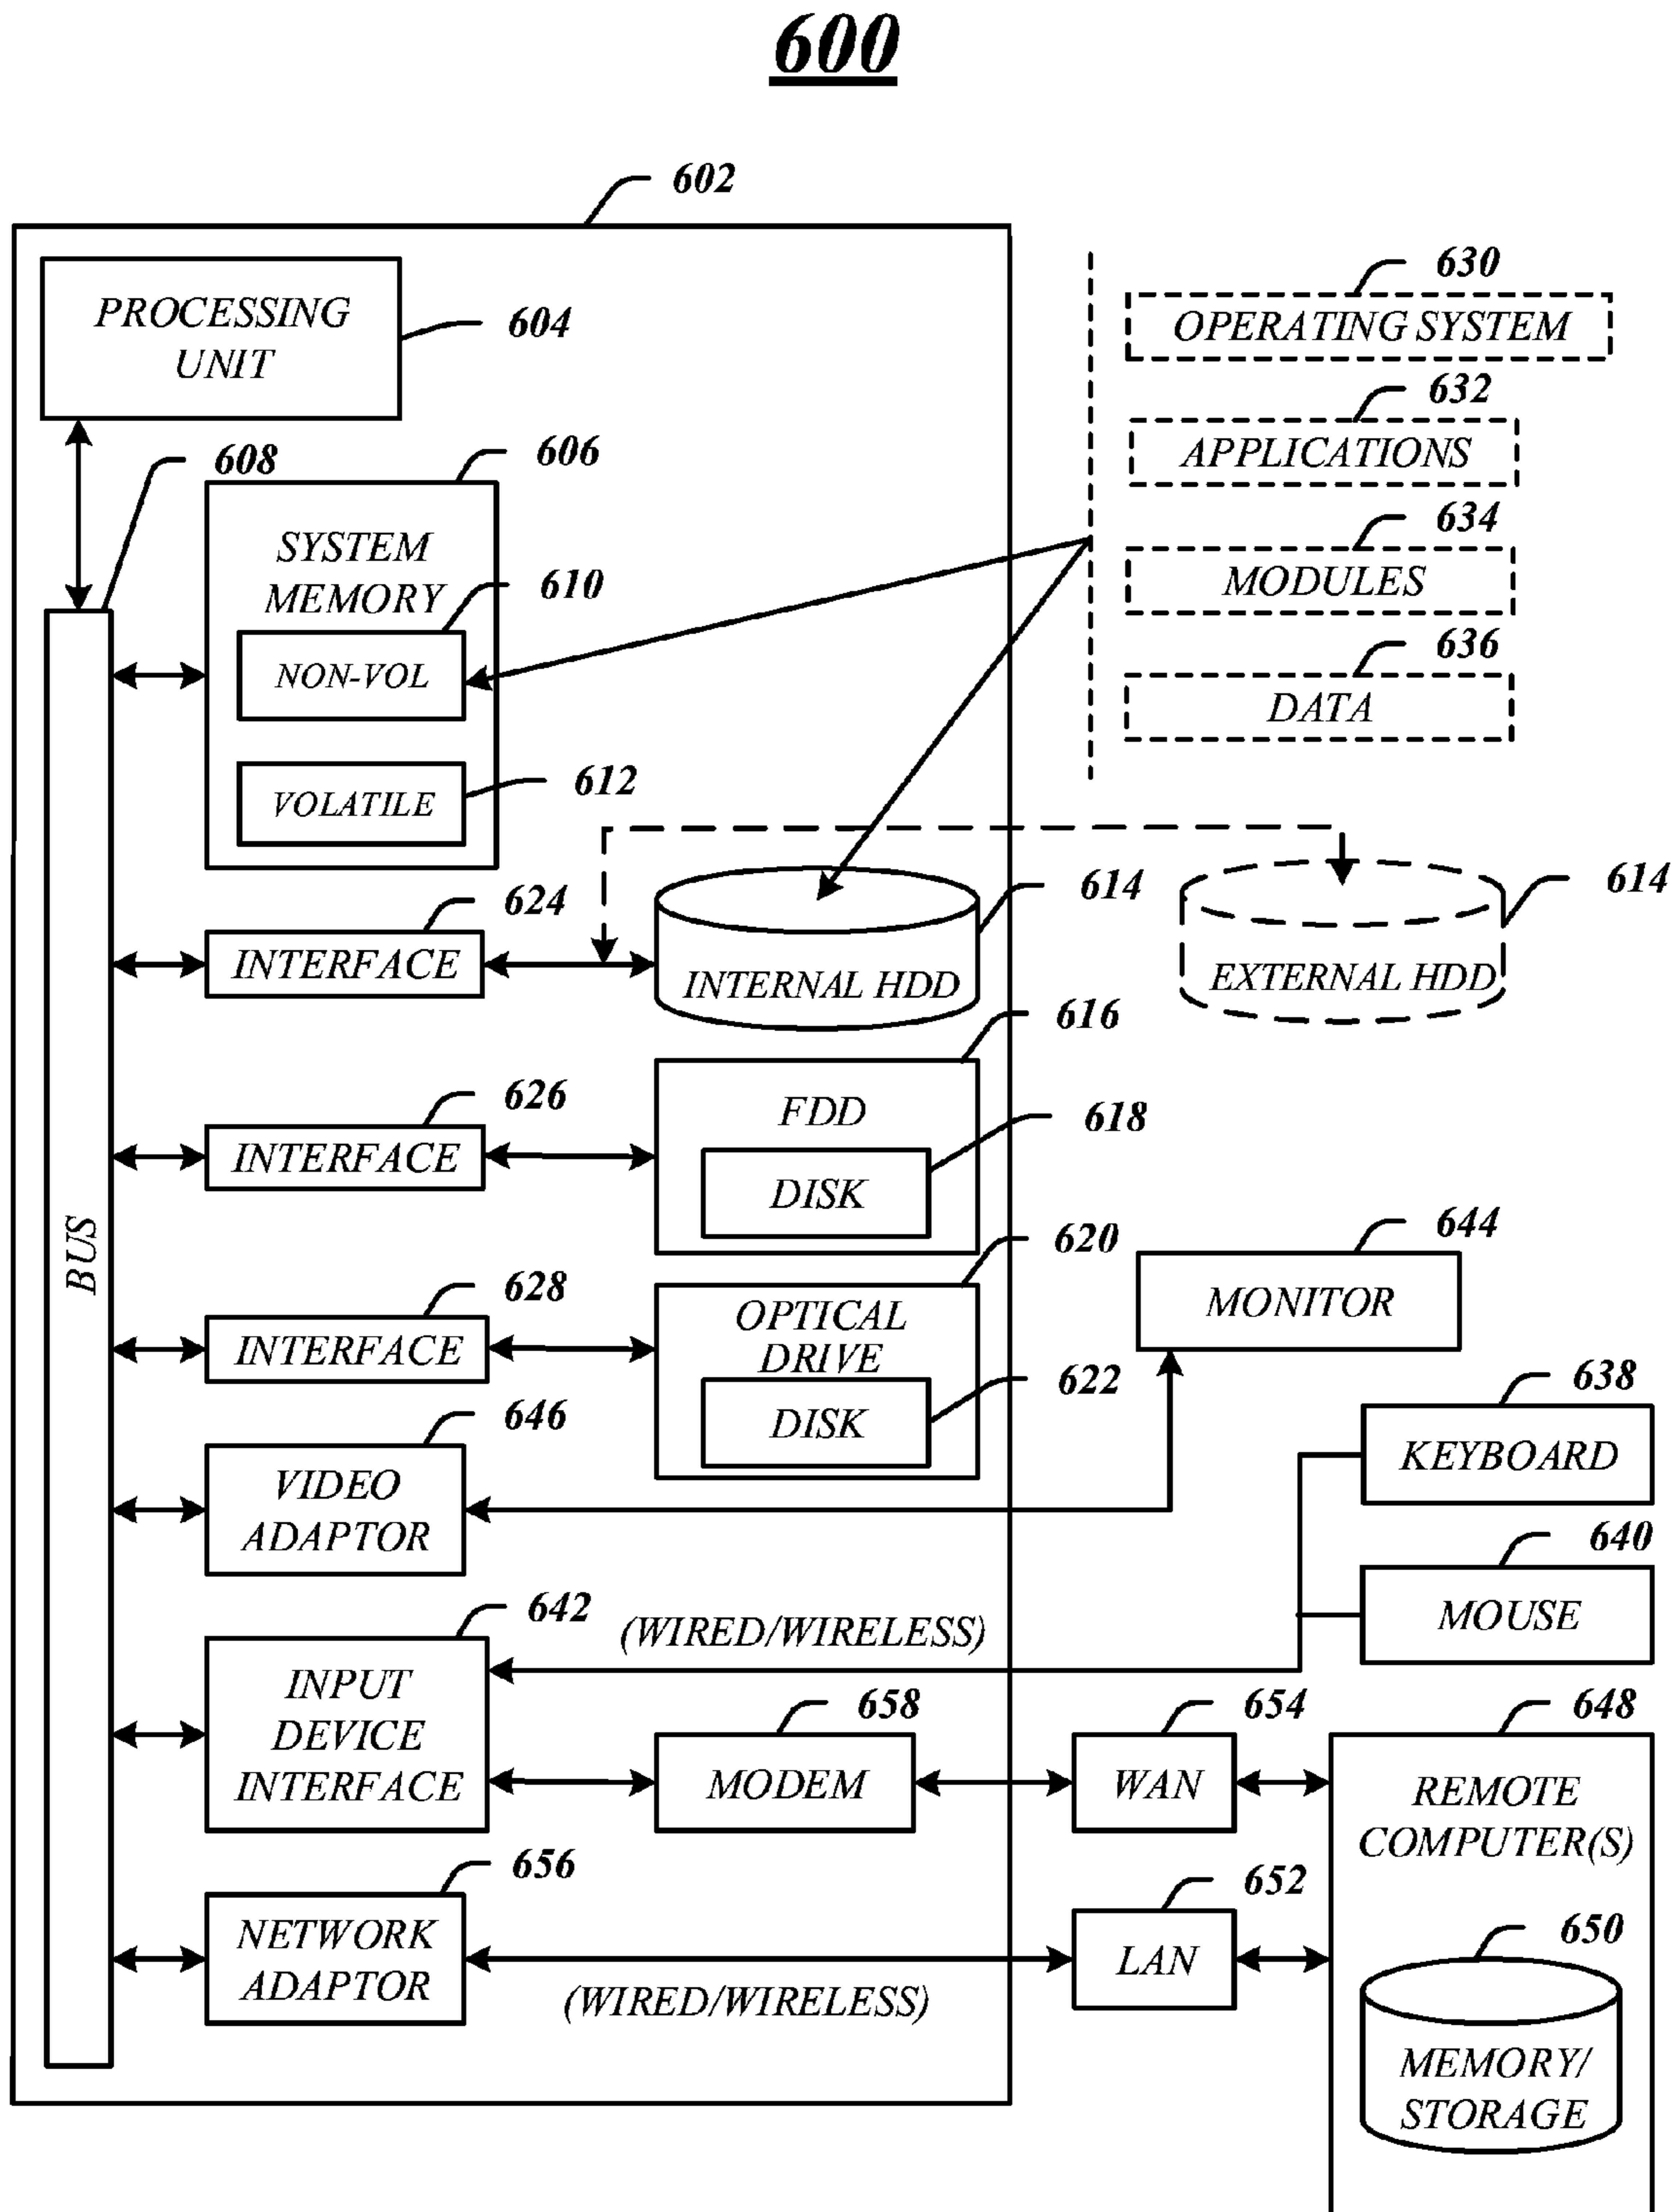 600
602
PROCESSING
UNIT
604
630
OPERATING SYSTEM
632
APPLICATIONS
634
MODULES
636
DATA
608
606
SYSTEM
MEMORY
610
NON-VOL
612
VOLATILE
624
INTERFACE
614
INTERNAL HDD
614
EXTERNAL HDD
616
626
INTERFACE
FDD
618
DISK
620
BUS
628
INTERFACE
OPTICAL
DRIVE
622
DISK
644
MONITOR
646
VIDEO
ADAPTOR
638
KEYBOARD
640
MOUSE
642
(WIRED/WIRELESS)
INPUT
DEVICE
INTERFACE
658
MODEM
654
WAN
648
REMOTE
COMPUTER(S)
656
NETWORK
ADAPTOR
(WIRED/WIRELESS)
652
LAN
650
MEMORY/
STORAGE